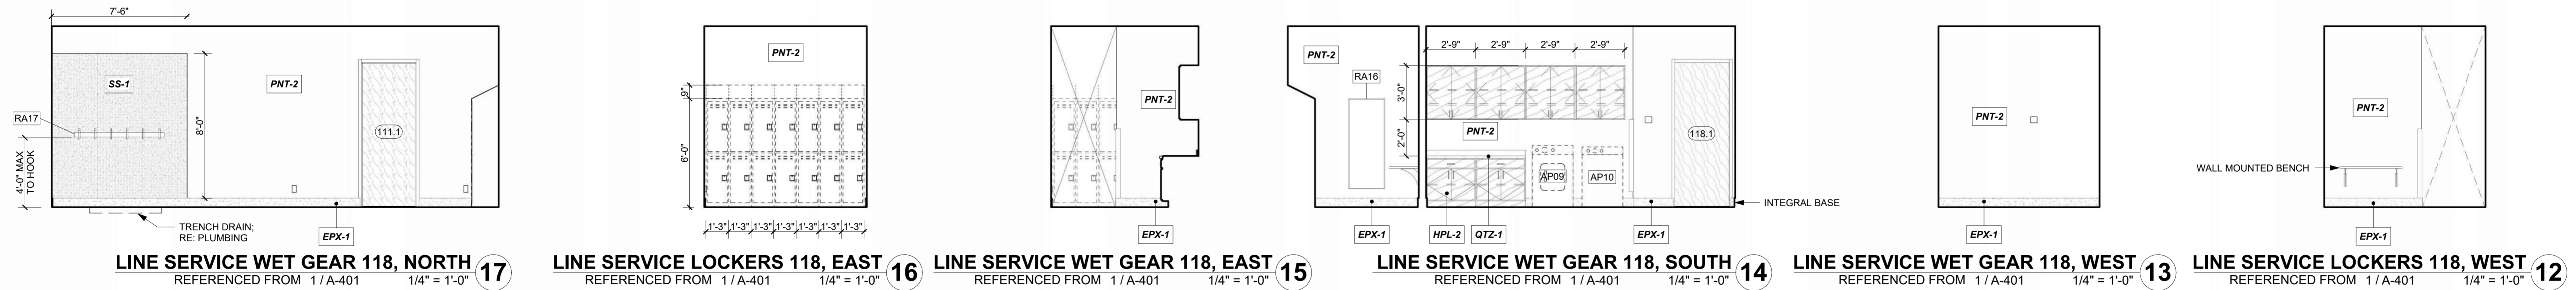 7'-6"
SS-1
PNT-2
RA17
8'-0"
111.1
4'-0" MAX
TO HOOK
TRENCH DRAIN;
RE: PLUMBING
EPX-1
LINE SERVICE WET GEAR 118, NORTH
17
REFERENCED FROM 1 / A-401 1/4" = 1'-0"
PNT-2
9"
6'-0"
1'-3" 1'-3" 1'-3" 1'-3" 1'-3" 1'-3" 1'-3"
LINE SERVICE LOCKERS 118, EAST
16
REFERENCED FROM 1 / A-401 1/4" = 1'-0"
PNT-2
EPX-1
LINE SERVICE WET GEAR 118, EAST
15
REFERENCED FROM 1 / A-401 1/4" = 1'-0"
PNT-2
RA16
2'-9" 2'-9" 2'-9" 2'-9"
3'-0"
PNT-2
2'-0"
118.1
AP09
AP10
INTEGRAL BASE
EPX-1
HPL-2
QTZ-1
EPX-1
LINE SERVICE WET GEAR 118, SOUTH
14
REFERENCED FROM 1 / A-401 1/4" = 1'-0"
PNT-2
EPX-1
LINE SERVICE WET GEAR 118, WEST
13
REFERENCED FROM 1 / A-401 1/4" = 1'-0"
PNT-2
WALL MOUNTED BENCH
EPX-1
LINE SERVICE LOCKERS 118, WEST
12
REFERENCED FROM 1 / A-401 1/4" = 1'-0"